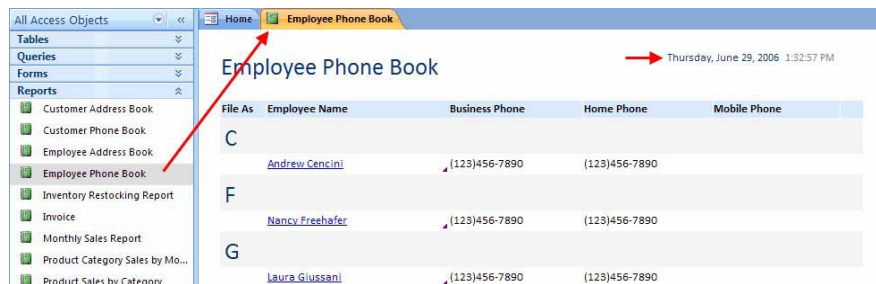 All Access Objects
Tables
Queries
Forms
Reports
Customer Address Book
Customer Phone Book
Employee Address Book
Employee Phone Book
Inventory Restocking Report
Invoice
Monthly Sales Report
Product Category Sales by Mo...
Product Sales by Category
Home Employee Phone Book
Thursday, June 29, 2006 1:32:57 PM
Employee Phone Book
File As Employee Name Business Phone Home Phone Mobile Phone
C
Andrew Cencini (123)456-7890 (123)456-7890
F
Nancy Freehafer (123)456-7890 (123)456-7890
G
Laura Giussani (123)456-7890 (123)456-7890